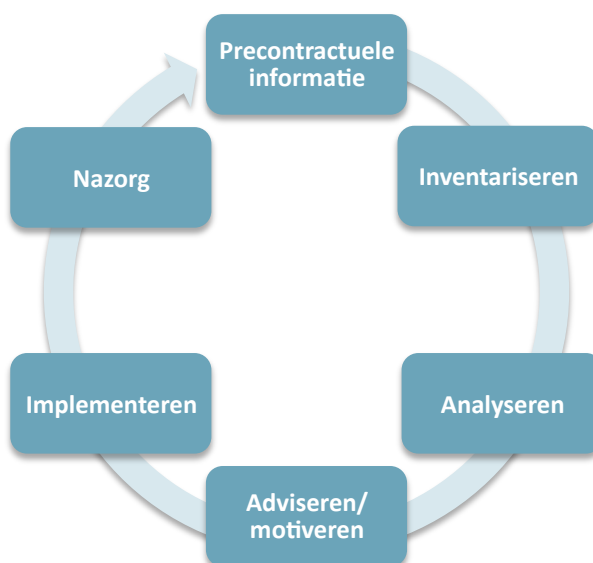 Precontractuele
informatie
Inventariseren
Analyseren
Adviseren/
motiveren
Implementeren
Nazorg